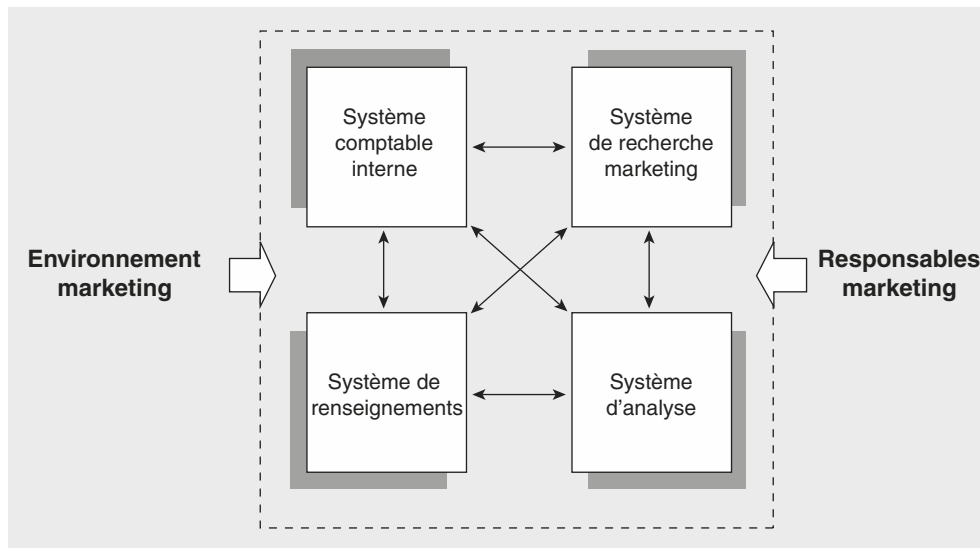 Système
comptable
interne
Système
de recherche
marketing
Environnement
marketing
Responsables
marketing
Système de
renseignements
Système
d'analyse